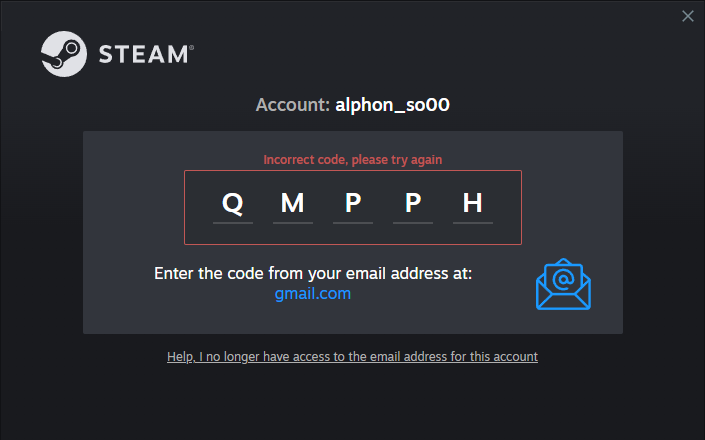 STEAM®
Account: alphon_so00
Incorrect code, please try again
Q M P P H
Enter the code from your email address at:
gmail.com
Help, I no longer have access to the email address for this account